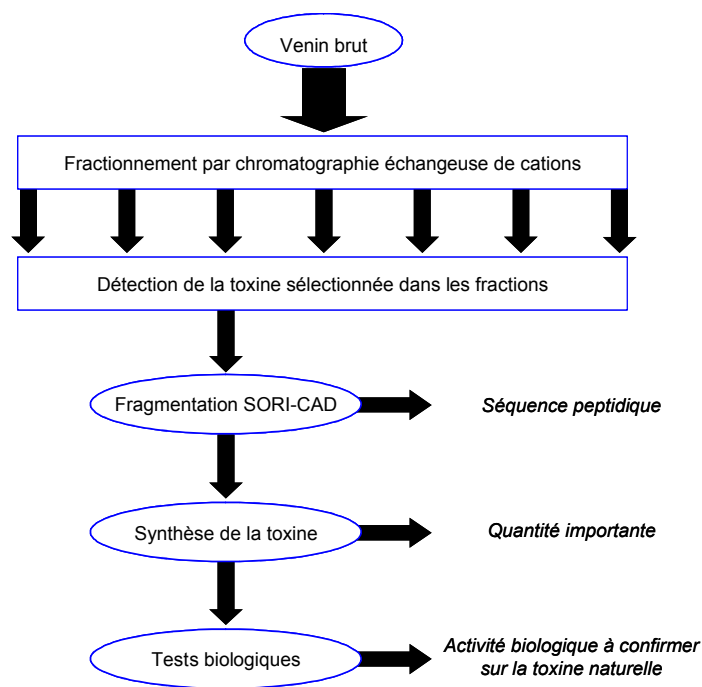 Venin brut
Fractionnement par chromatographie échangeuse de cations
Détection de la toxine sélectionnée dans les fractions
Fragmentation SORI-CAD
Séquence peptidique
Synthèse de la toxine
Quantité importante
Tests biologiques
Activité biologique à confirmer
sur la toxine naturelle